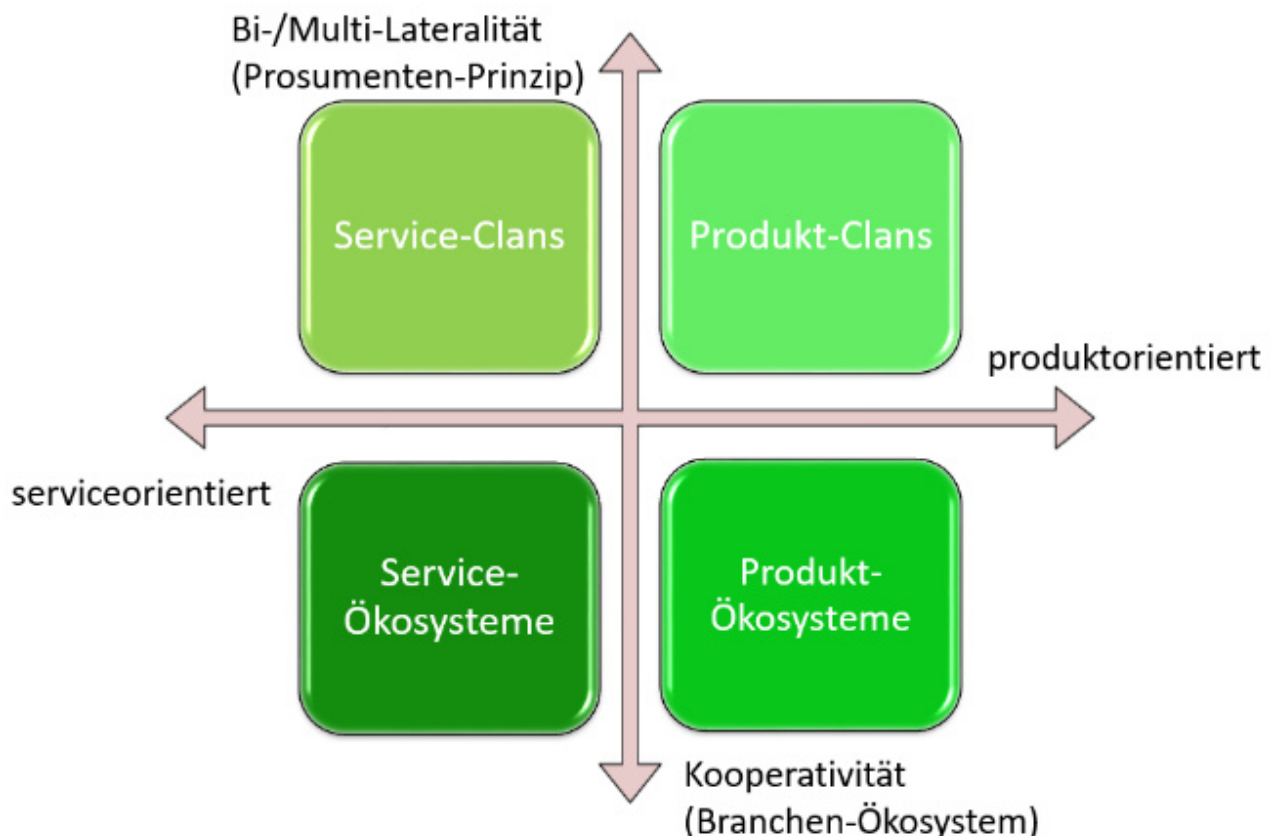 Bi-/Multi-Lateralität
(Prosumenten-Prinzip)
Service-Clans
Produkt-Clans
produktorientiert
serviceorientiert
Service-
Ökosysteme
Produkt-
Ökosysteme
Kooperativität
(Branchen-Ökosystem)